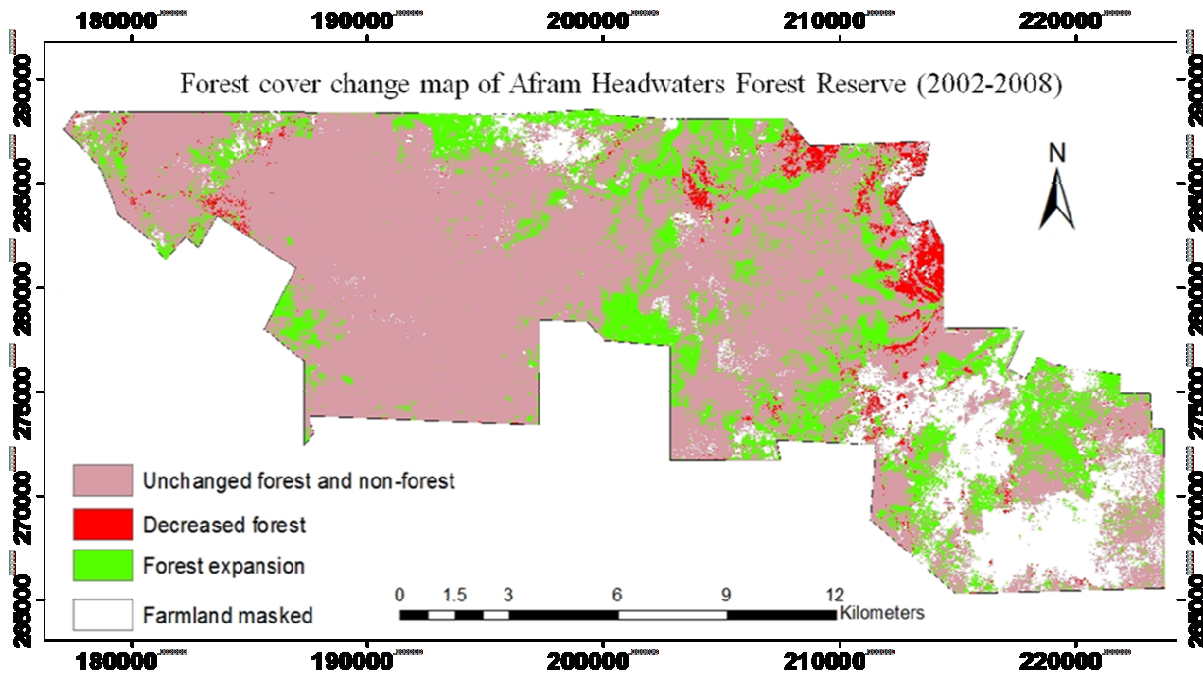 180000 190000 200000 210000 220000
Forest cover change map of Afram Headwaters Forest Reserve (2002-2008)
N
290000 290000
285000 285000
280000 280000
275000 275000
270000 270000
265000 265000
Unchanged forest and non-forest
Decreased forest
Forest expansion
Farmland masked
0 1.5 3 6 9 12
Kilometers
180000 190000 200000 210000 220000